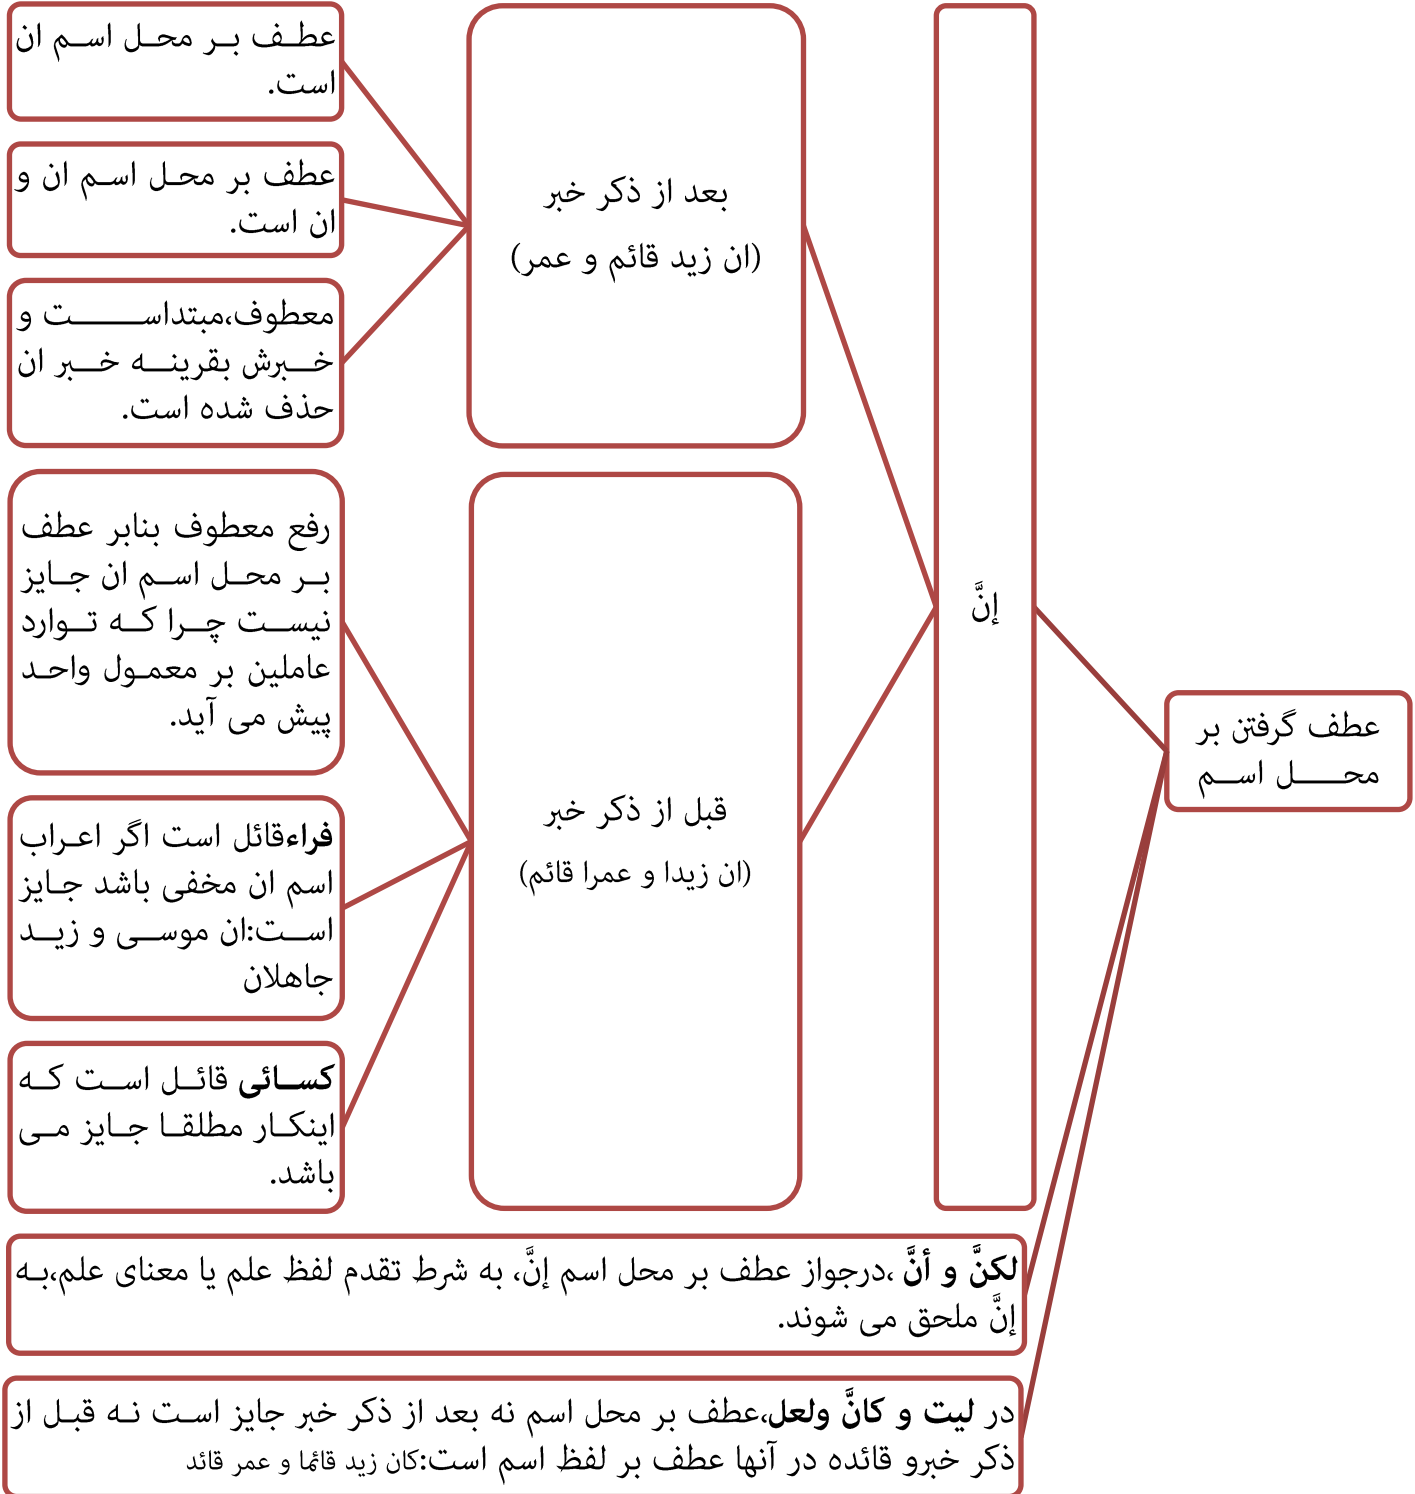 عطف گرفتن بر
محل اسم
إنَّ
بعد از ذکر خبر
(ان زید قائم و عمر)
عطف بر محل اسم ان
است.
عطف بر محل اسم ان و
ان است.
معطوف،مبتداست و
خبرش بقرینه خبر ان
حذف شده است.
قبل از ذکر خبر
(ان زیدا و عمرا قائم)
رفع معطوف بنابر عطف
بر محل اسم ان جایز
نیست چرا که توارد
عاملین بر معمول واحد
پیش می آید.
فراءقائل است اگر اعراب
اسم ان مخفی باشد جایز
است:ان موسی و زید
جاهلان
کسائی قائل است که
اینکار مطلقا جایز می
باشد.
لکنَّ و أنَّ ،درجواز عطف بر محل اسم إنَّ، به شرط تقدم لفظ علم یا معنای علم،به
إنَّ ملحق می شوند.
در لیت و کانَّ ولعل،عطف بر محل اسم نه بعد از ذکر خبر جایز است نه قبل از
ذکر خبرو قائده در آنها عطف بر لفظ اسم است:کان زید قائما و عمر قائد